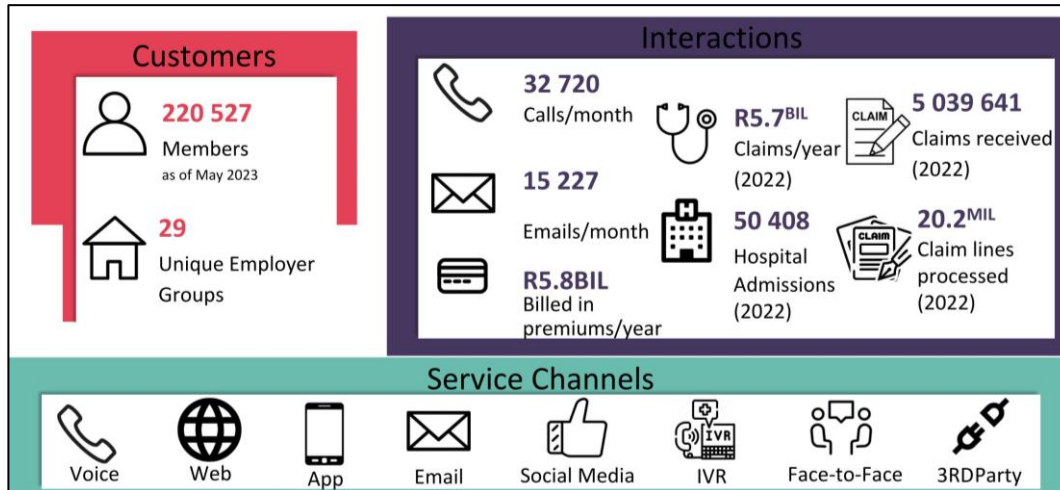 Customers
220 527
Members
as of May 2023
29
Unique Employer
Groups
Interactions
32 720
Calls/month
15 227
Emails/month
R5.8BIL
Billed in
premiums/year
R5.7BIL
Claims/year
(2022)
50 408
Hospital
Admissions
(2022)
CLAIM
5 039 641
Claims received
(2022)
CLAIM
20.2MIL
Claim lines
processed
(2022)
Service Channels
Voice
Web
App
Email
Social Media
IVR
IVR
Face-to-Face
3RDParty